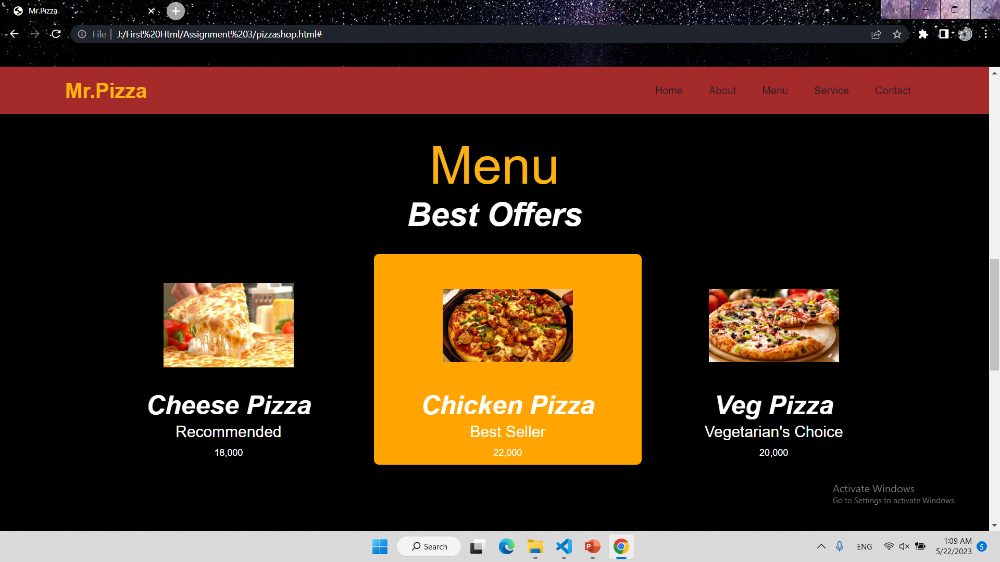 Mr.Pizza
File | J:/First%20Html/Assignment%203/pizzashop.html#
Mr.Pizza
Home About Menu Service Contact
Menu
Best Offers
Cheese Pizza
Recommended
18,000
Chicken Pizza
Best Seller
22,000
Veg Pizza
Vegetarian's Choice
20,000
Activate Windows
Go to Settings to activate Windows.
Search
ENG
1:09 AM
5/22/2023
5